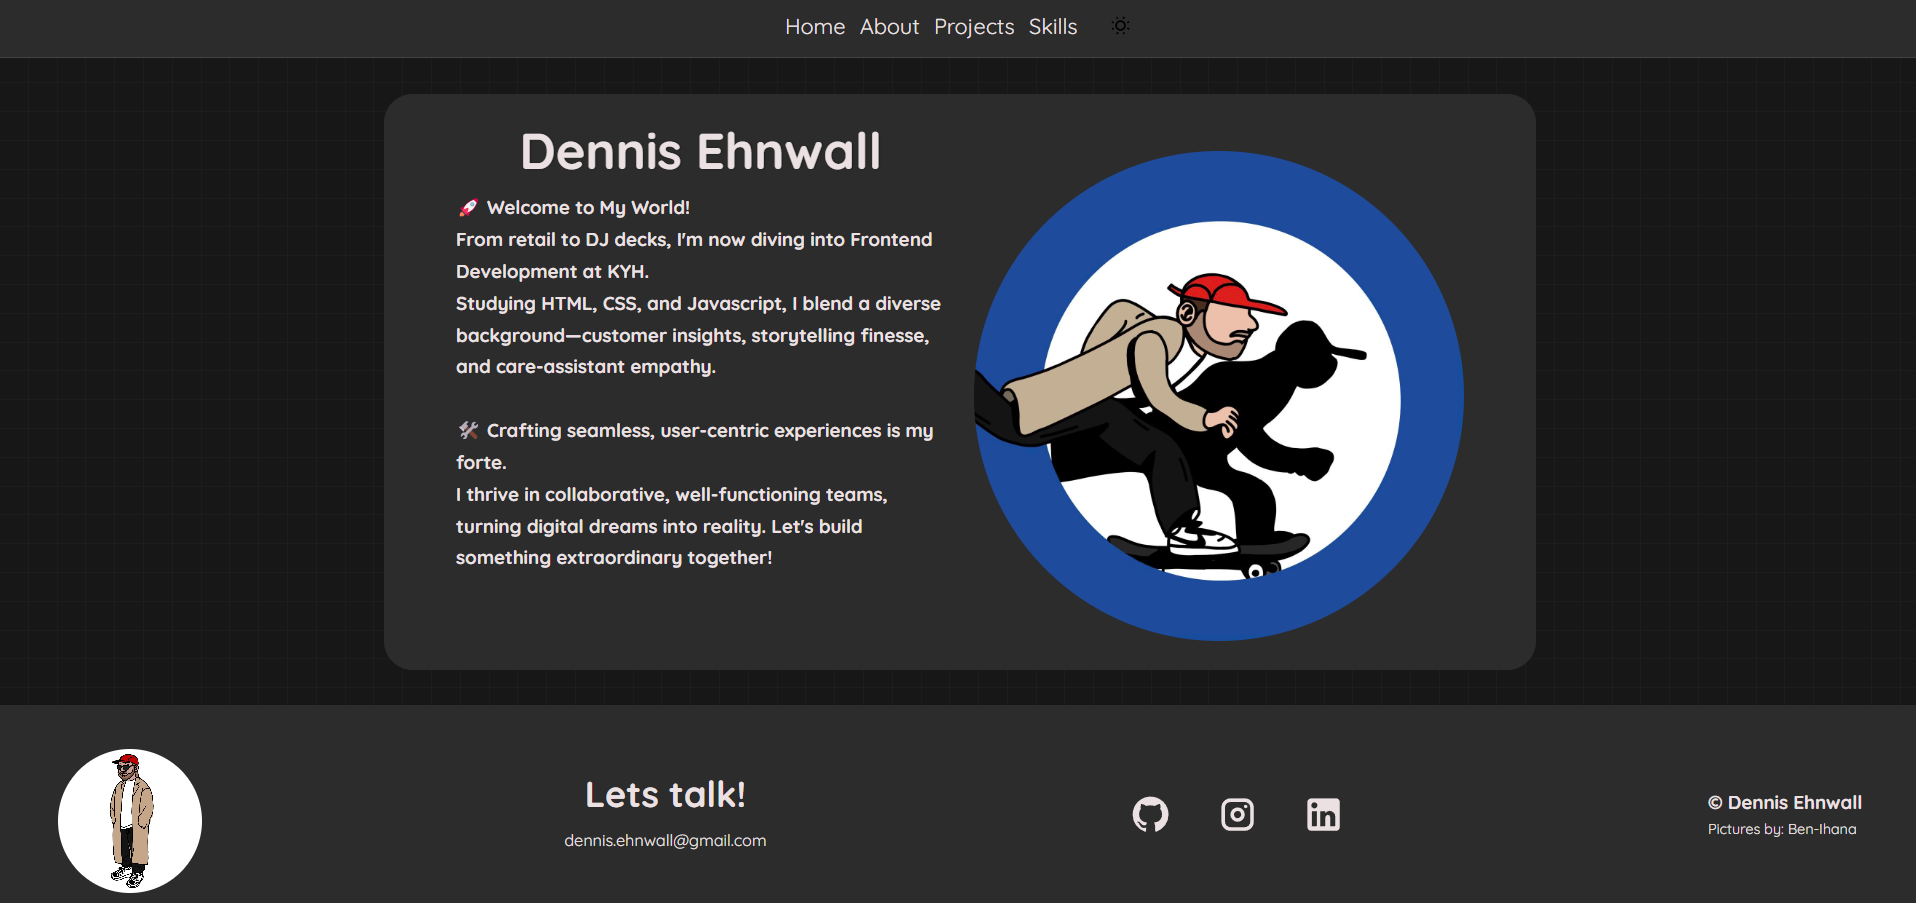 Home About Projects Skills
Dennis Ehnwall
🚀 Welcome to My World!
From retail to DJ decks, I'm now diving into Frontend
Development at KYH.
Studying HTML, CSS, and Javascript, I blend a diverse
background—customer insights, storytelling finesse,
and care-assistant empathy.
🛠️ Crafting seamless, user-centric experiences is my
forte.
I thrive in collaborative, well-functioning teams,
turning digital dreams into reality. Let's build
something extraordinary together!
Lets talk!
dennis.ehnwall@gmail.com
© Dennis Ehnwall
Pictures by: Ben-Ihana